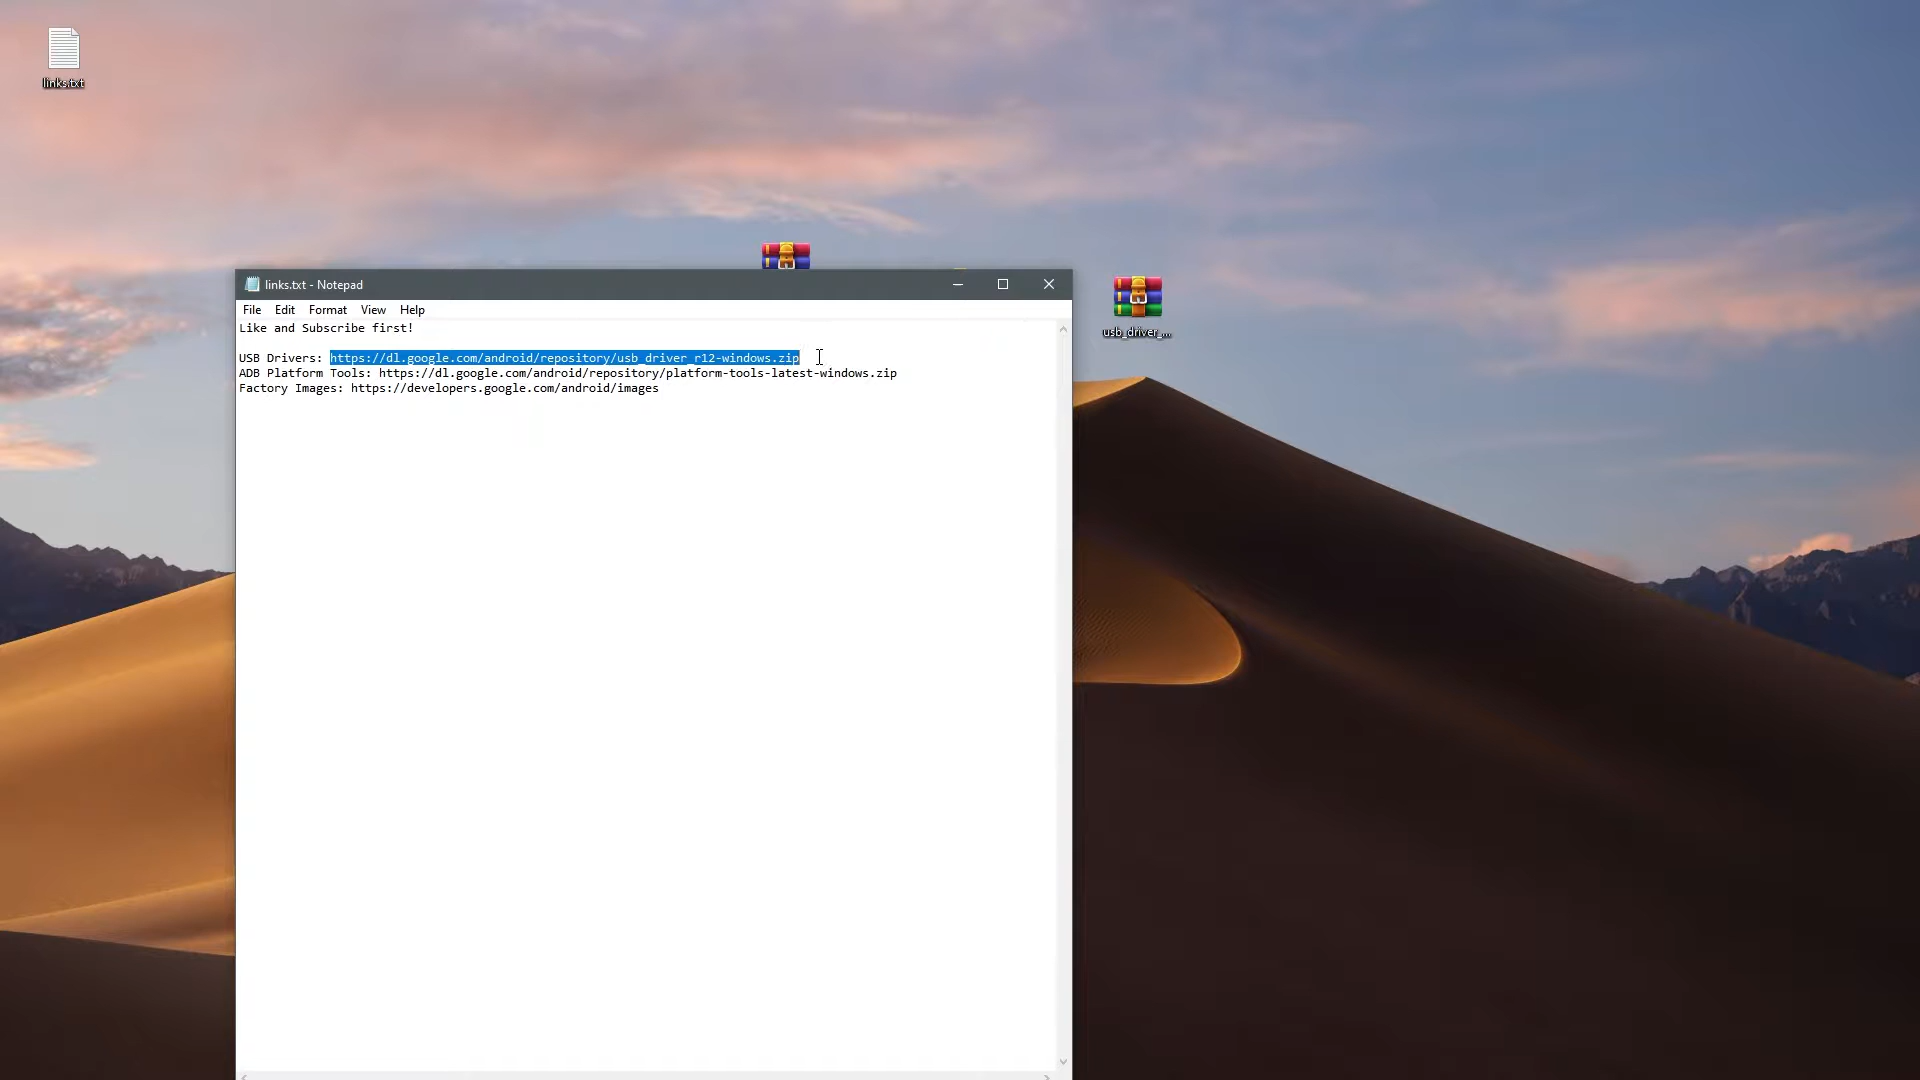 links.txt
links.txt - Notepad
File Edit Format View Help
Like and Subscribe first!
USB Drivers: https://dl.google.com/android/repository/usb_driver_r12-windows.zip
ADB Platform Tools: https://dl.google.com/android/repository/platform-tools-latest-windows.zip
Factory Images: https://developers.google.com/android/images
usb_driver_...